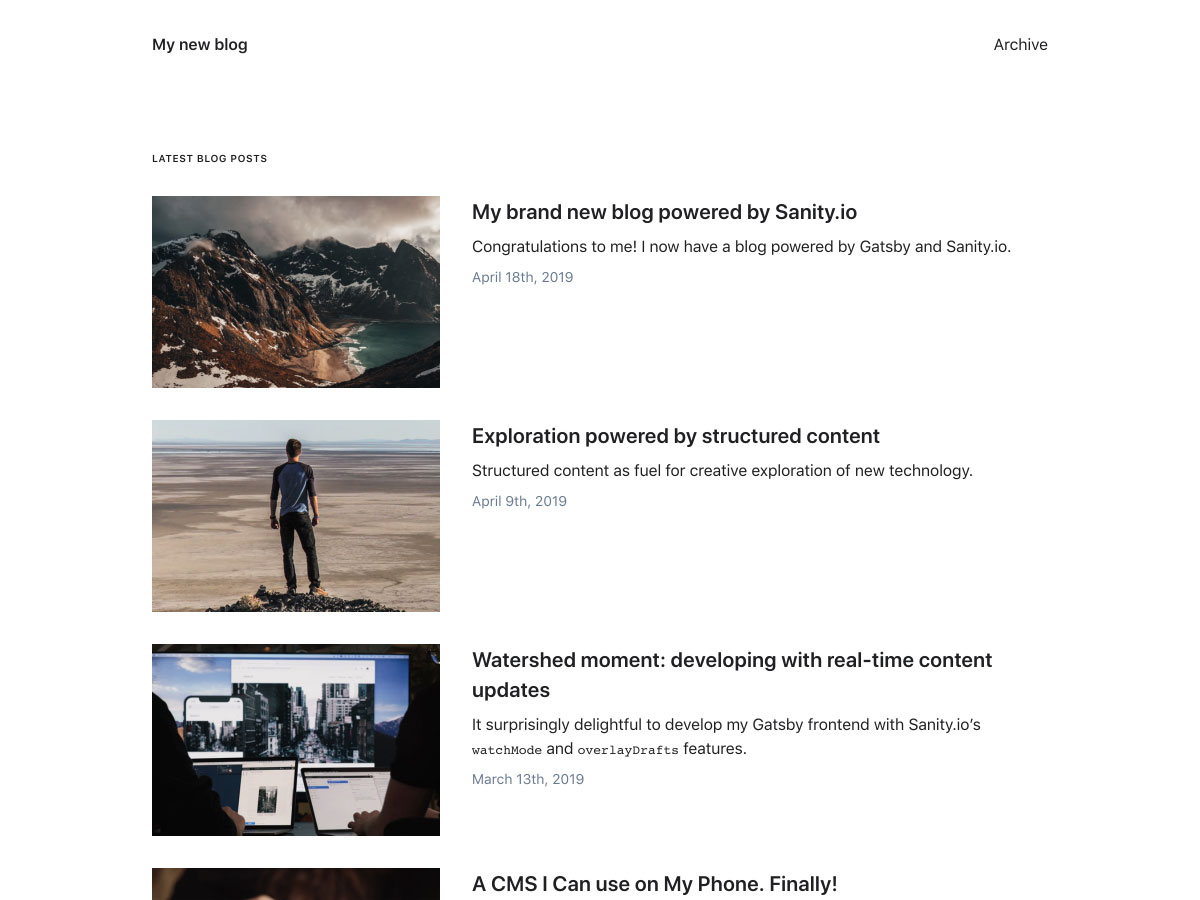 My new blog
Archive
LATEST BLOG POSTS
My brand new blog powered by Sanity.io
Congratulations to me! I now have a blog powered by Gatsby and Sanity.io.
April 18th, 2019
Exploration powered by structured content
Structured content as fuel for creative exploration of new technology.
April 9th, 2019
Watershed moment: developing with real-time content
updates
It surprisingly delightful to develop my Gatsby frontend with Sanity.io’s
watchMode and overlayDrafts features.
March 13th, 2019
A CMS I Can use on My Phone. Finally!